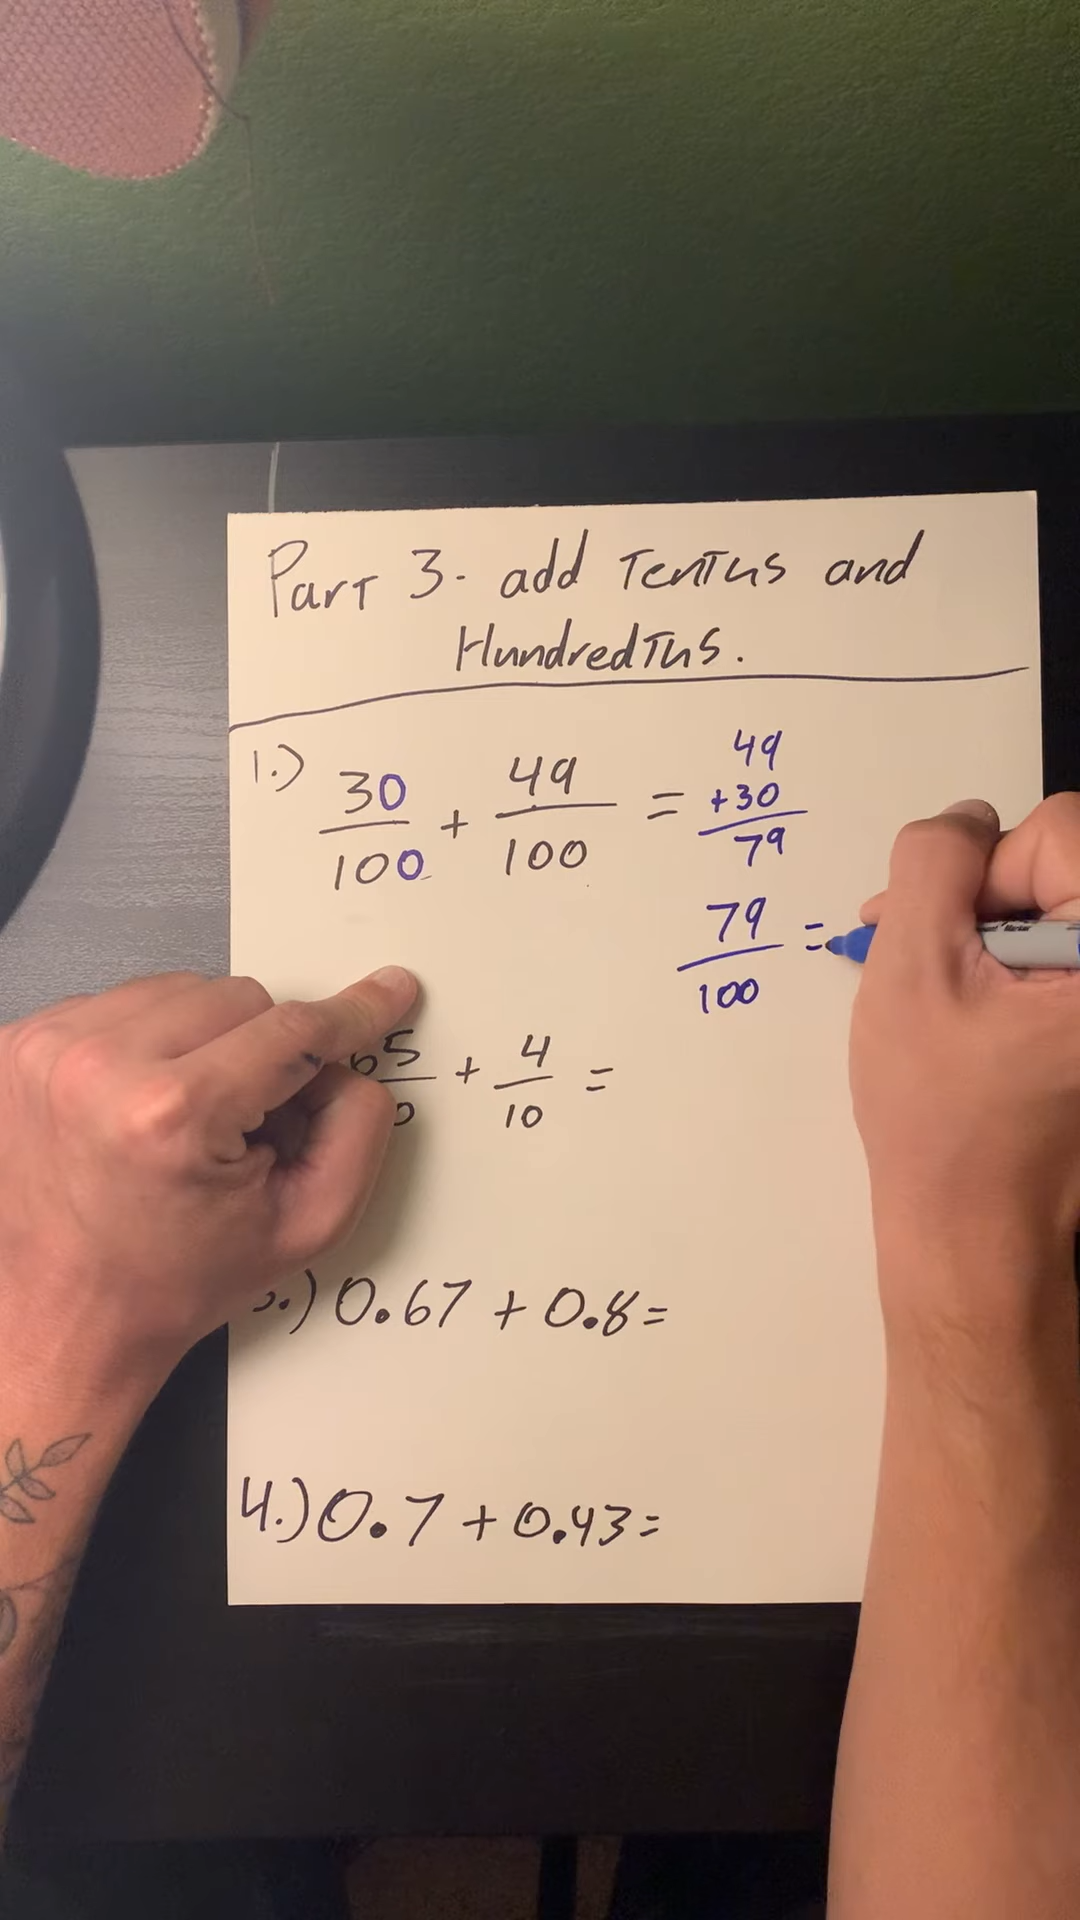 Part 3. add Tenths and
Hundredths.
1.) 30/100 + 49/100 = 49
+30
79
79/100 =
65 + 4/10 =
.) 0.67 + 0.8=
4.) 0.7 + 0.43=